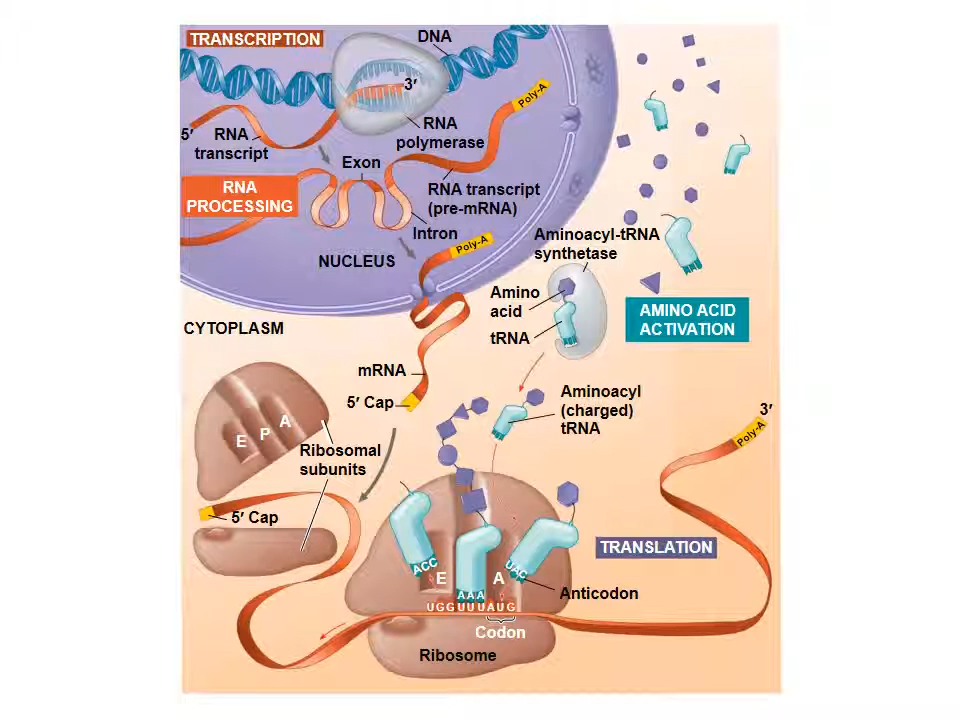 TRANSCRIPTION
DNA
3′
Poly-A
5′
RNA
transcript
RNA
polymerase
Exon
RNA
PROCESSING
RNA transcript
(pre-mRNA)
Intron
Poly-A
NUCLEUS
Aminoacyl-tRNA
synthetase
Amino
acid
tRNA
AMINO ACID
ACTIVATION
CYTOPLASM
mRNA
5′ Cap
Aminoacyl
(charged)
tRNA
3′
Poly-A
E P A
Ribosomal
subunits
5′ Cap
TRANSLATION
ACC
E
A
UAC
Anticodon
AAA
UGGUUUAUG
Codon
Ribosome